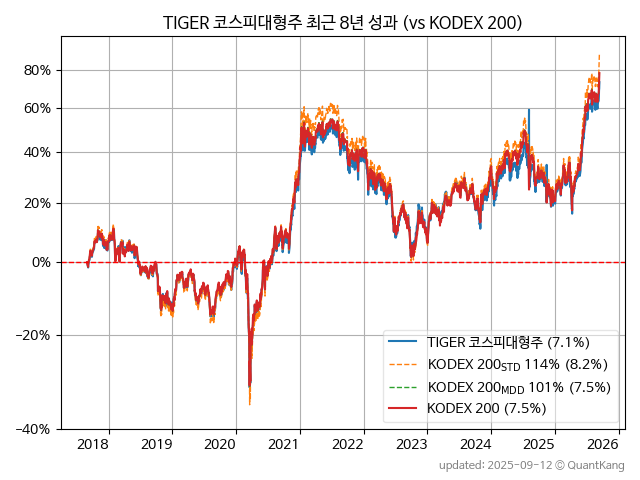 TIGER 코스피대형주 최근 8년 성과 (vs KODEX 200)
80%
60%
40%
20%
0%
−20%
−40%
TIGER 코스피대형주 (7.1%)
KODEX 200STD 114% (8.2%)
KODEX 200MDD 101% (7.5%)
KODEX 200 (7.5%)
2018 2019 2020 2021 2022 2023 2024 2025 2026
updated: 2025-09-12 © QuantKang